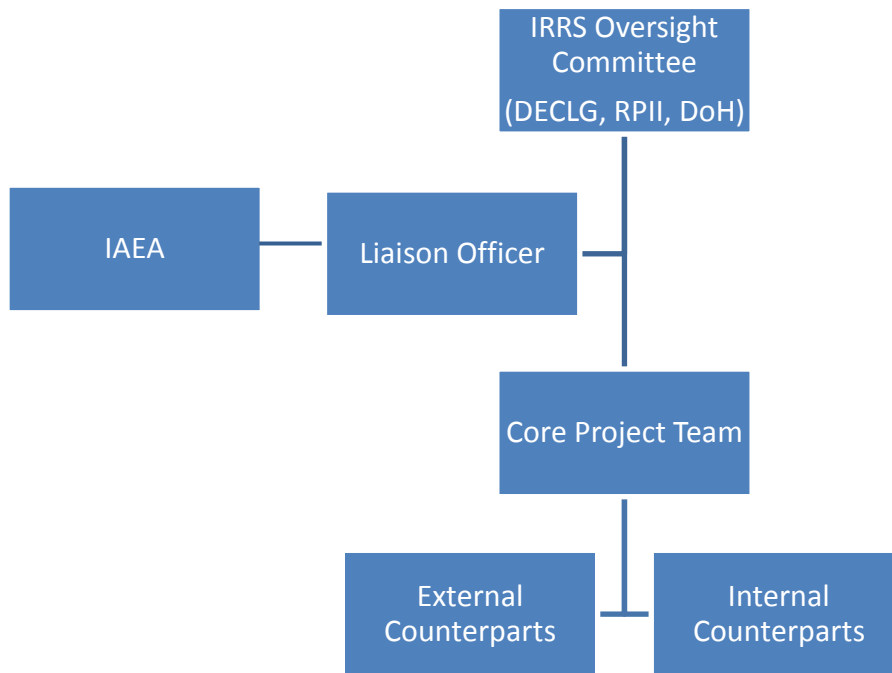 IRRS Oversight
Committee
(DECLG, RPII, DoH)
IAEA
Liaison Officer
Core Project Team
External
Counterparts
Internal
Counterparts